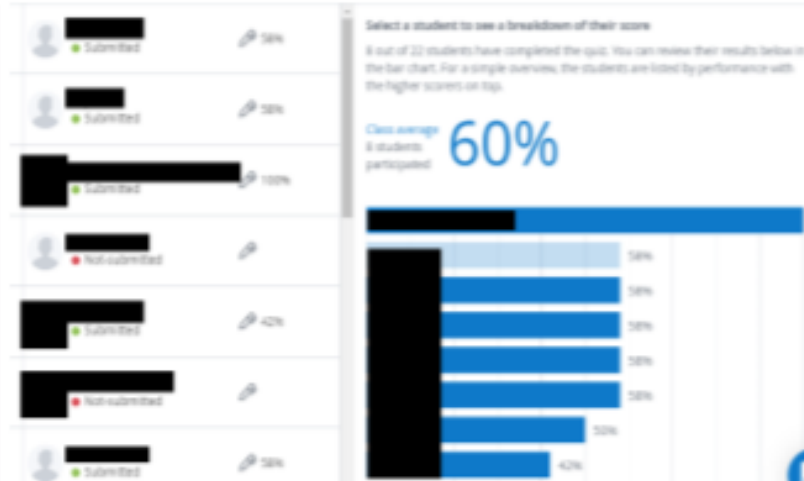 Submitted
58%
Submitted
58%
Submitted
100%
Not-submitted
Submitted
42%
Not-submitted
Submitted
58%
Select a student to see a breakdown of their score
8 out of 22 students have completed the quiz. You can review their results below in
the bar chart. For a simple overview, the students are listed by performance with
the higher scorers on top.
Class average
8 students
participated
60%
58%
58%
58%
58%
58%
50%
42%